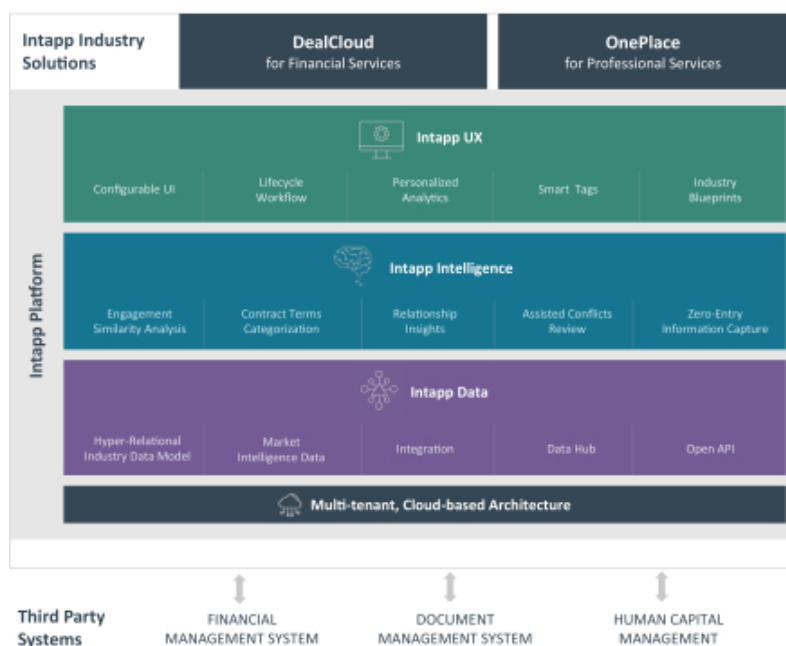 Intapp Industry
Solutions
DealCloud
for Financial Services
OnePlace
for Professional Services
Intapp Platform
Intapp UX
Configurable UI
Lifecycle
Workflow
Personalized
Analytics
Smart Tags
Industry
Blueprints
Intapp Intelligence
Engagement
Similarity Analysis
Contract Terms
Categorization
Relationship
Insights
Assisted Conflicts
Review
Zero-Entry
Information Capture
Intapp Data
Hyper-Relational
Industry Data Model
Market
Intelligence Data
Integration
Data Hub
Open API
Multi-tenant, Cloud-based Architecture
Third Party
Systems
FINANCIAL
MANAGEMENT SYSTEM
DOCUMENT
MANAGEMENT SYSTEM
HUMAN CAPITAL
MANAGEMENT